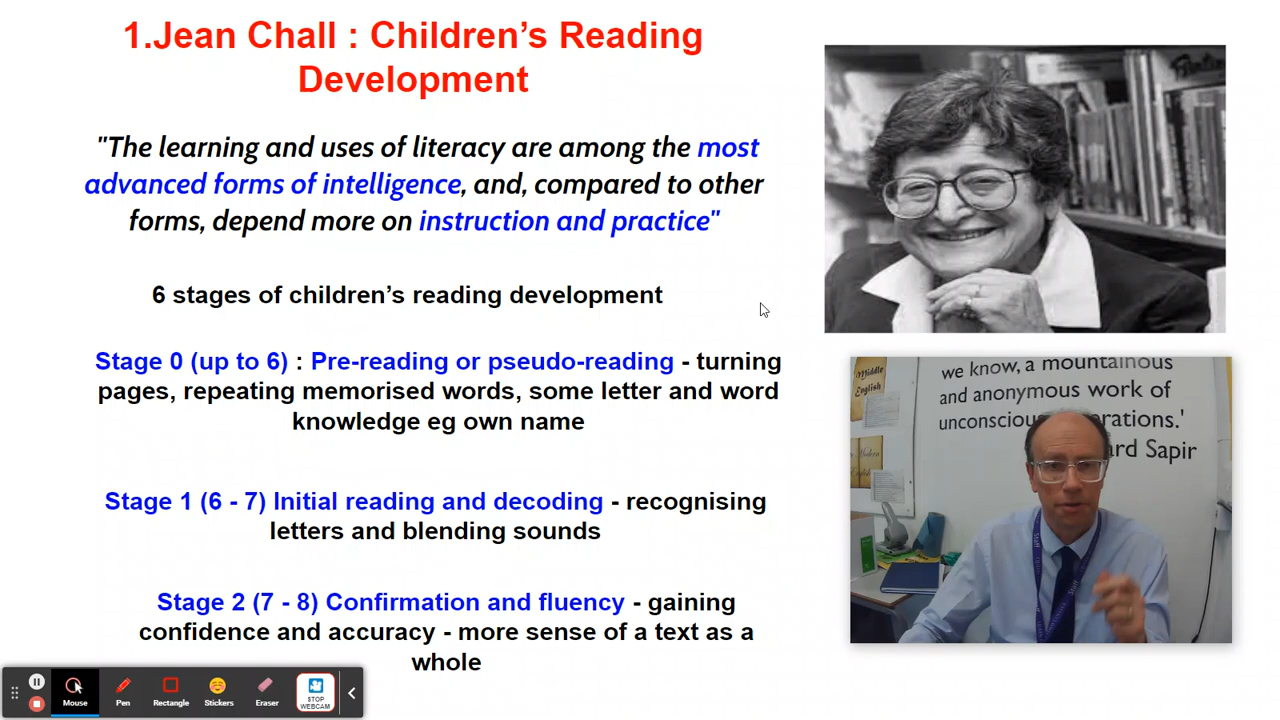 1.Jean Chall : Children’s Reading
Development
"The learning and uses of literacy are among the most
advanced forms of intelligence, and, compared to other
forms, depend more on instruction and practice"
6 stages of children’s reading development
Stage 0 (up to 6) : Pre-reading or pseudo-reading - turning
pages, repeating memorised words, some letter and word
knowledge eg own name
Stage 1 (6 - 7) Initial reading and decoding - recognising
letters and blending sounds
Stage 2 (7 - 8) Confirmation and fluency - gaining
confidence and accuracy - more sense of a text as a
whole
we know, a mountainous
and anonymous work of
unconscious erations.'
ard Sapir
Middle
English
Mouse
Pen
Rectangle
Stickers
Eraser
STOP
WEBCAM